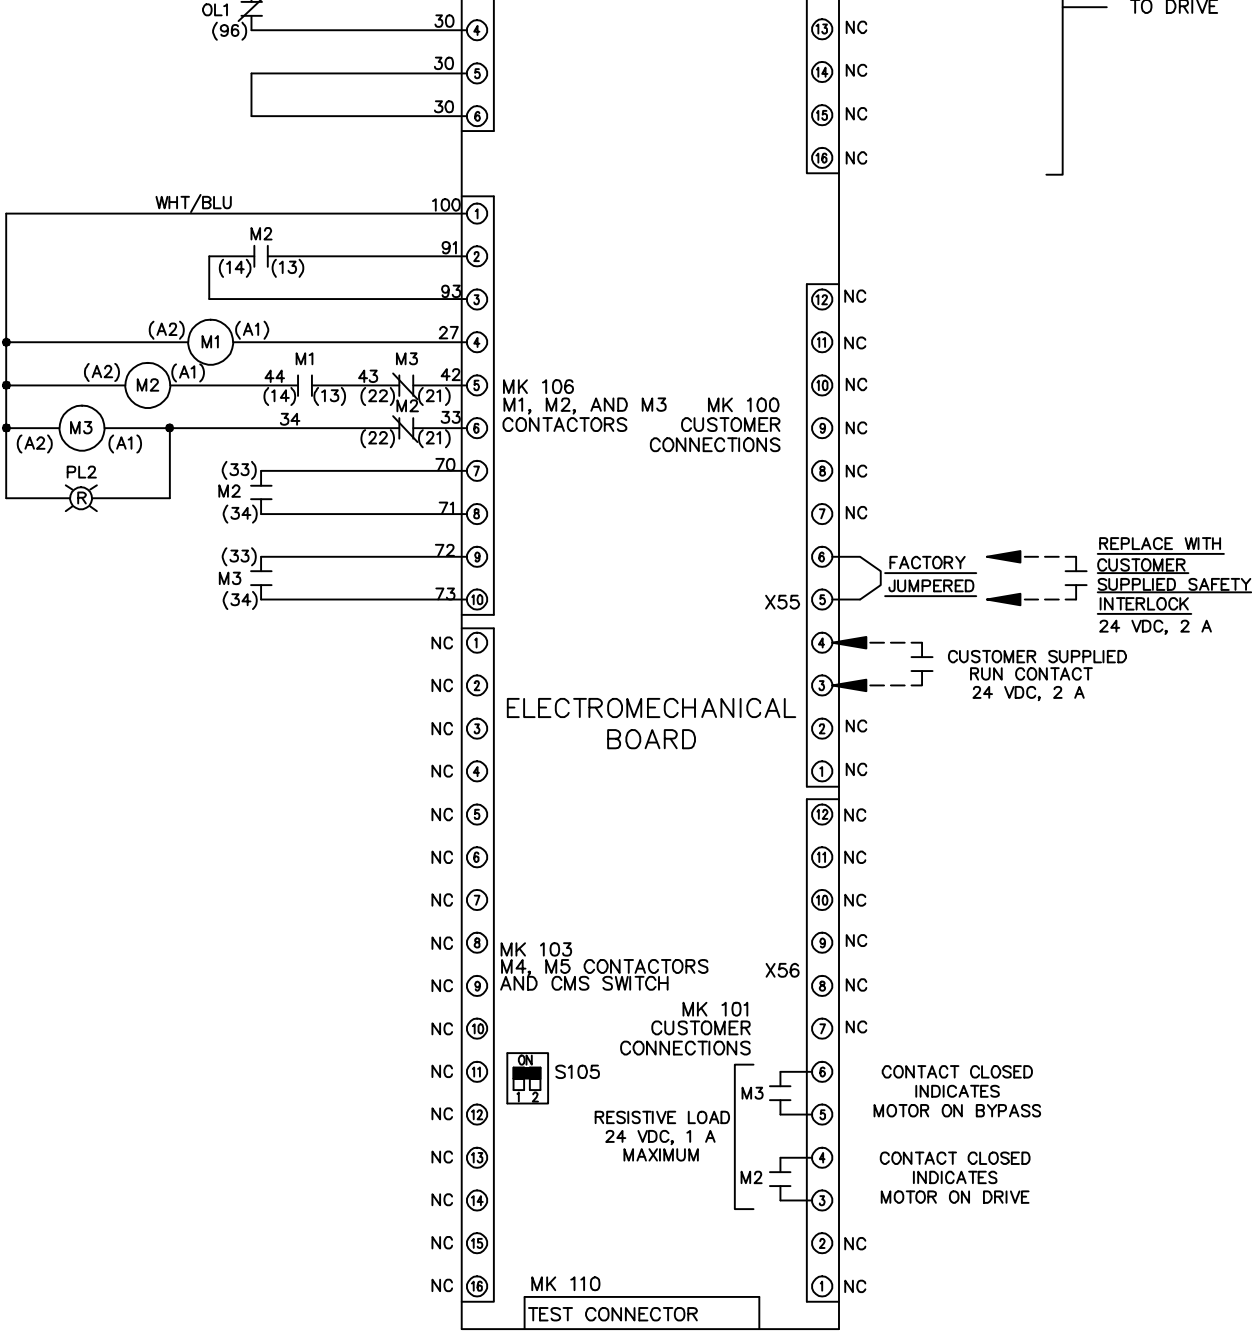 OL1
(96)
30 4
30 5
30 6
13 NC
14 NC
15 NC
16 NC
TO DRIVE
WHT/BLU 100 1
M2
(14) (13) 91 2
93 3
(A2) M1 (A1) 27 4
(A2) M2 (A1) 44 M1 43 M3 42 5
(14) (13) (22) (21)
(A2) M3 (A1) 34 M2 33 6
(22) (21)
PL2
R
(33) 70 7
M2
(34) 71 8
(33) 72 9
M3
(34) 73 10
MK 106
M1, M2, AND M3
CONTACTORS
MK 100
CUSTOMER
CONNECTIONS
12 NC
11 NC
10 NC
9 NC
8 NC
7 NC
6
X55 5
4
3
2 NC
1 NC
FACTORY
JUMPERED
REPLACE WITH
CUSTOMER
SUPPLIED SAFETY
INTERLOCK
24 VDC, 2 A
CUSTOMER SUPPLIED
RUN CONTACT
24 VDC, 2 A
ELECTROMECHANICAL
BOARD
NC 1
NC 2
NC 3
NC 4
NC 5
NC 6
NC 7
NC 8
NC 9
NC 10
NC 11
NC 12
NC 13
NC 14
NC 15
NC 16
MK 103
M4, M5 CONTACTORS
AND CMS SWITCH
ON
1 2
S105
X56
MK 101
CUSTOMER
CONNECTIONS
RESISTIVE LOAD
24 VDC, 1 A
MAXIMUM
12 NC
11 NC
10 NC
9 NC
8 NC
7 NC
M3 6
5
M2 4
3
2 NC
1 NC
CONTACT CLOSED
INDICATES
MOTOR ON BYPASS
CONTACT CLOSED
INDICATES
MOTOR ON DRIVE
MK 110
TEST CONNECTOR